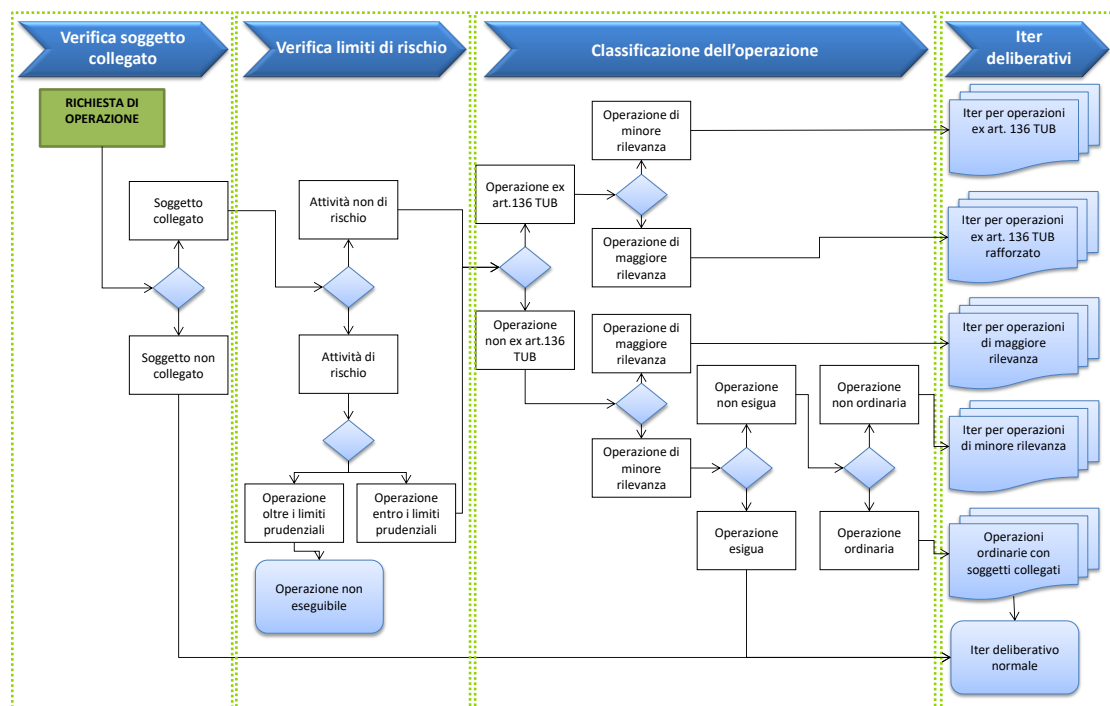 Verifica soggetto
collegato
Verifica limiti di rischio
Classificazione dell'operazione
Iter
deliberativi
RICHIESTA DI
OPERAZIONE
Soggetto
collegato
Soggetto non
collegato
Attività non di
rischio
Attività di
rischio
Operazione
oltre i limiti
prudenziali
Operazione
entro i limiti
prudenziali
Operazione non
eseguibile
Operazione ex
art.136 TUB
Operazione
non ex art.136
TUB
Operazione di
minore
rilevanza
Operazione di
maggiore
rilevanza
Operazione di
maggiore
rilevanza
Operazione di
minore
rilevanza
Operazione
non esigua
Operazione
esigua
Operazione
non ordinaria
Operazione
ordinaria
Iter per operazioni
ex art. 136 TUB
Iter per operazioni
ex art. 136 TUB
rafforzato
Iter per operazioni
di maggiore
rilevanza
Iter per operazioni
di minore rilevanza
Operazioni
ordinarie con
soggetti collegati
Iter deliberativo
normale